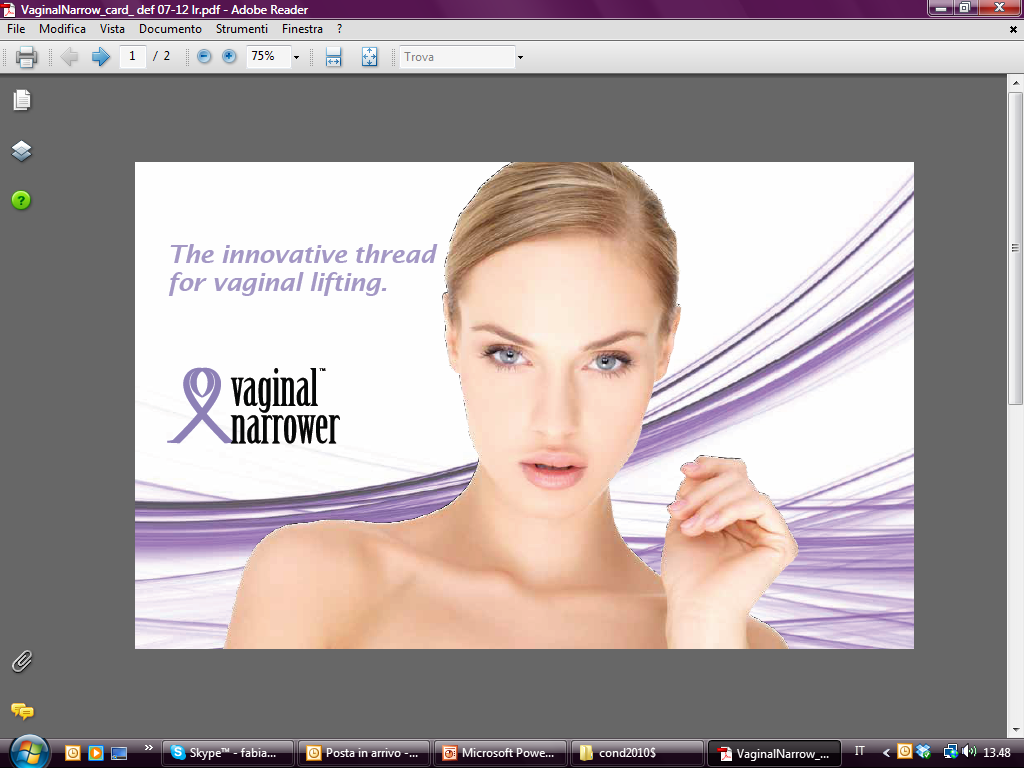 VaginalNarrow_card_ def 07-12 lr.pdf - Adobe Reader
File Modifica Vista Documento Strumenti Finestra ?
1 / 2 75% Trova
The innovative thread
for vaginal lifting.
vaginal™
narrower
Skype™ - fabia... Posta in arrivo -... Microsoft Powe... cond2010$ VaginalNarrow_... IT 13.48